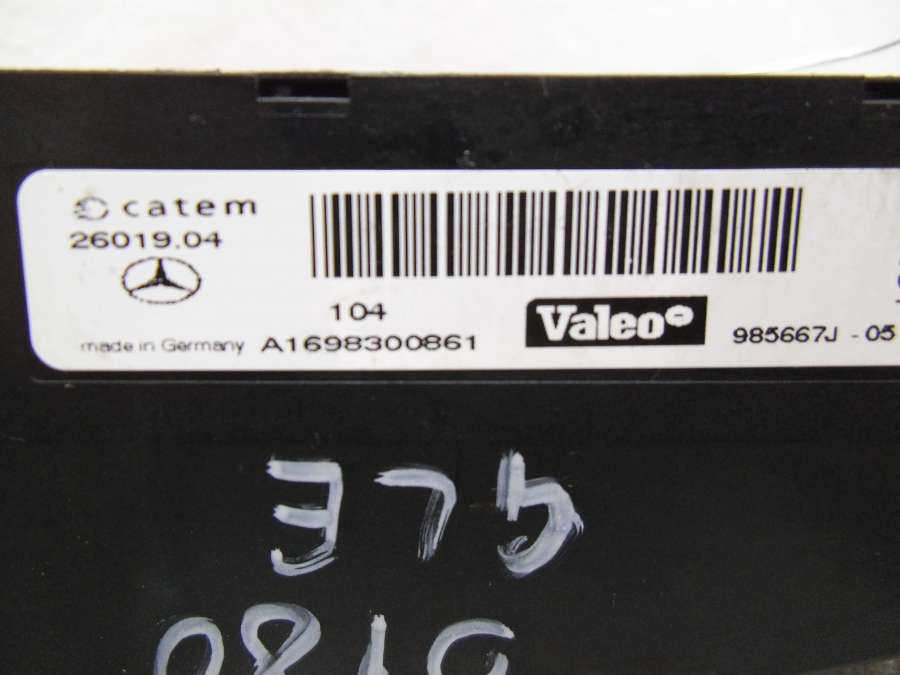 catem
26019.04
104
made in Germany A1698300861
Valeo
985667J - 05
375